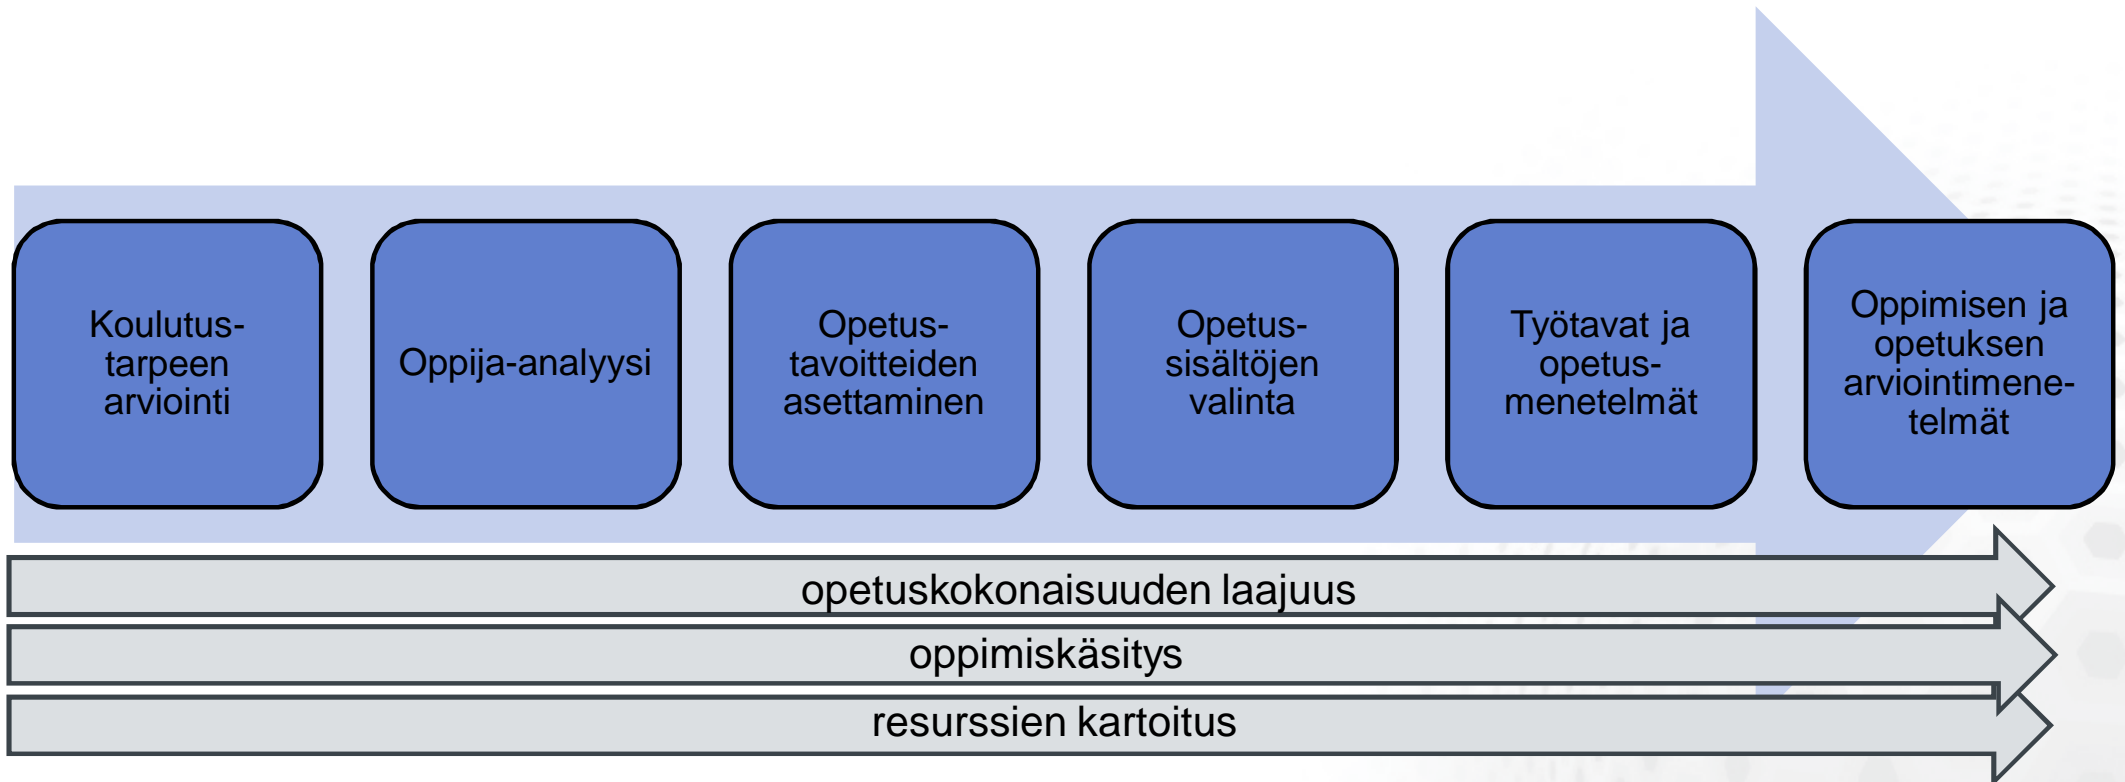 Koulutus-
tarpeen
arviointi
Oppija-analyysi
Opetus-
tavoitteiden
asettaminen
Opetus-
sisältöjen
valinta
Työtavat ja
opetus-
menetelmät
Oppimisen ja
opetuksen
arviointimene-
telmät
opetuskokonaisuuden laajuus
oppimiskäsitys
resurssien kartoitus